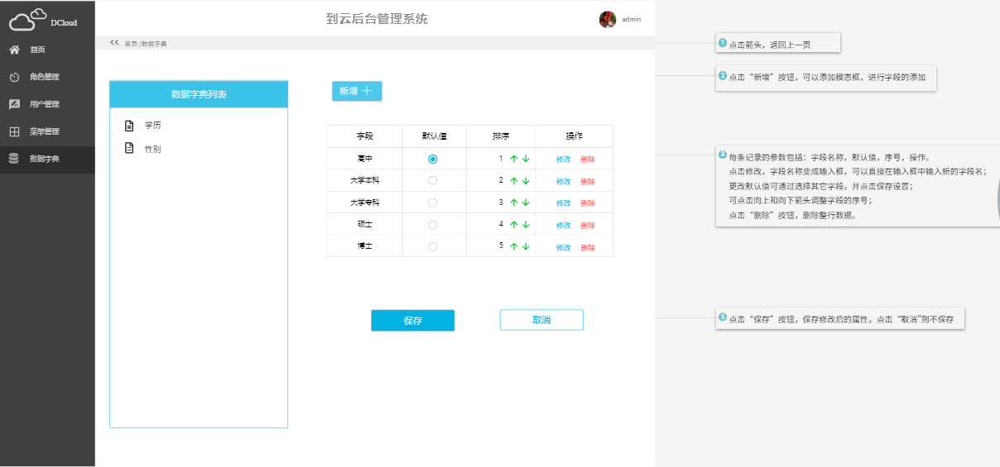 DCloud
首页
角色管理
用户管理
菜单管理
数据字典
到云后台管理系统
admin
首页 /数据字典
数据字典列表
学历
性别
新增
字段 默认值 排序 操作
高中 1 修改 删除
大学本科 2 修改 删除
大学专科 3 修改 删除
硕士 4 修改 删除
博士 5 修改 删除
保存 取消
1 点击箭头，返回上一页
2 点击“新增”按钮，可以添加模态框，进行字段的添加
3 每条记录的参数包括：字段名称，默认值，序号，操作。
点击修改，字段名称变成输入框，可以直接在输入框中输入新的字段名；
更改默认值可通过选择其它字段，并点击保存设置；
可点击向上和向下箭头调整字段的序号；
点击“删除”按钮，删除整行数据。
5 点击“保存”按钮，保存修改后的属性，点击“取消”则不保存